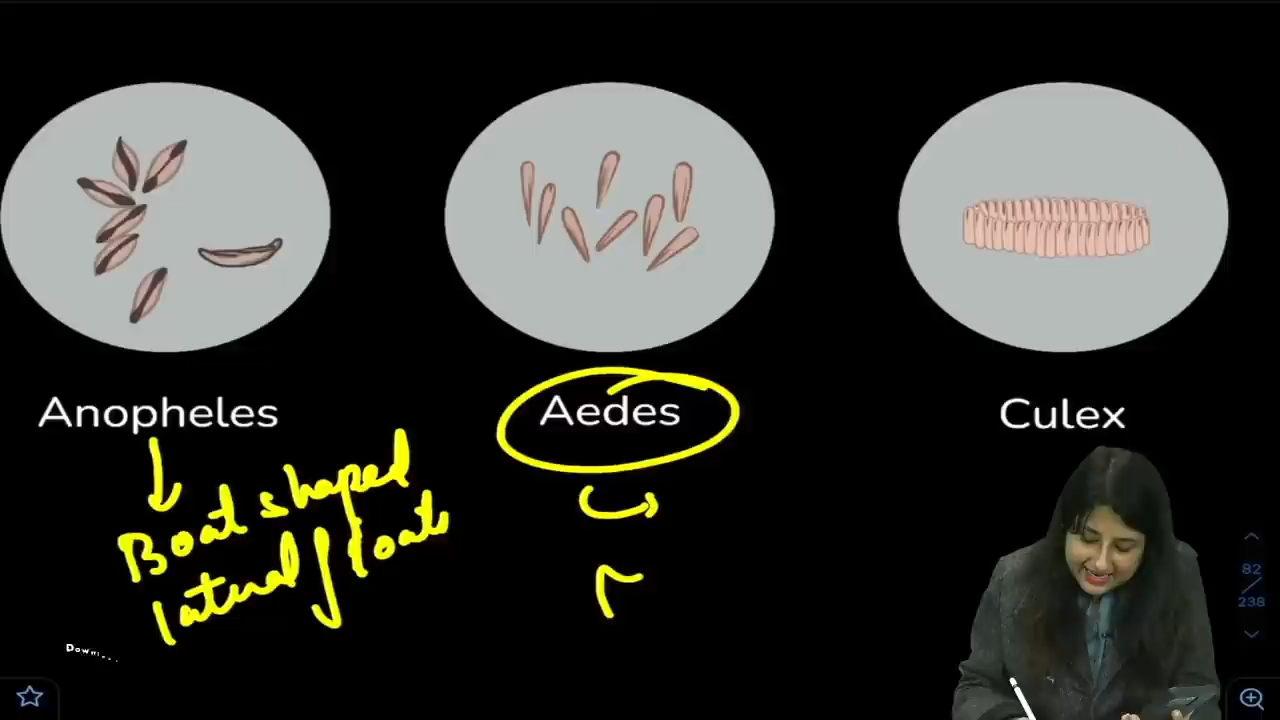 Anopheles
Aedes
Culex
Boat shaped
lateral floats
82
238